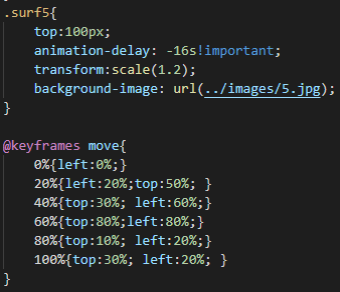 .surf5{
    top:100px;
    animation-delay: -16s!important;
    transform:scale(1.2);
    background-image: url(../images/5.jpg);
}
@keyframes move{
    0%{left:0%;}
    20%{left:20%;top:50%; }
    40%{top:30%; left:60%;}
    60%{top:80%;left:80%;}
    80%{top:10%; left:20%;}
    100%{top:30%; left:20%; }
}